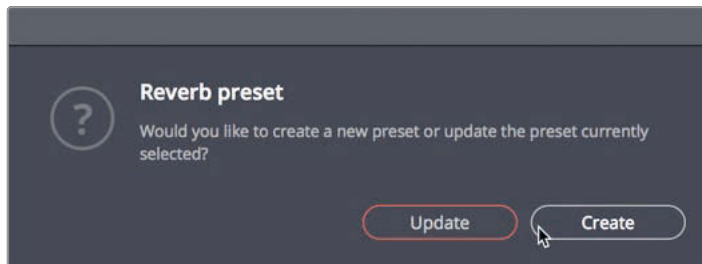 ?
Reverb preset
Would you like to create a new preset or update the preset currently
selected?
Update Create